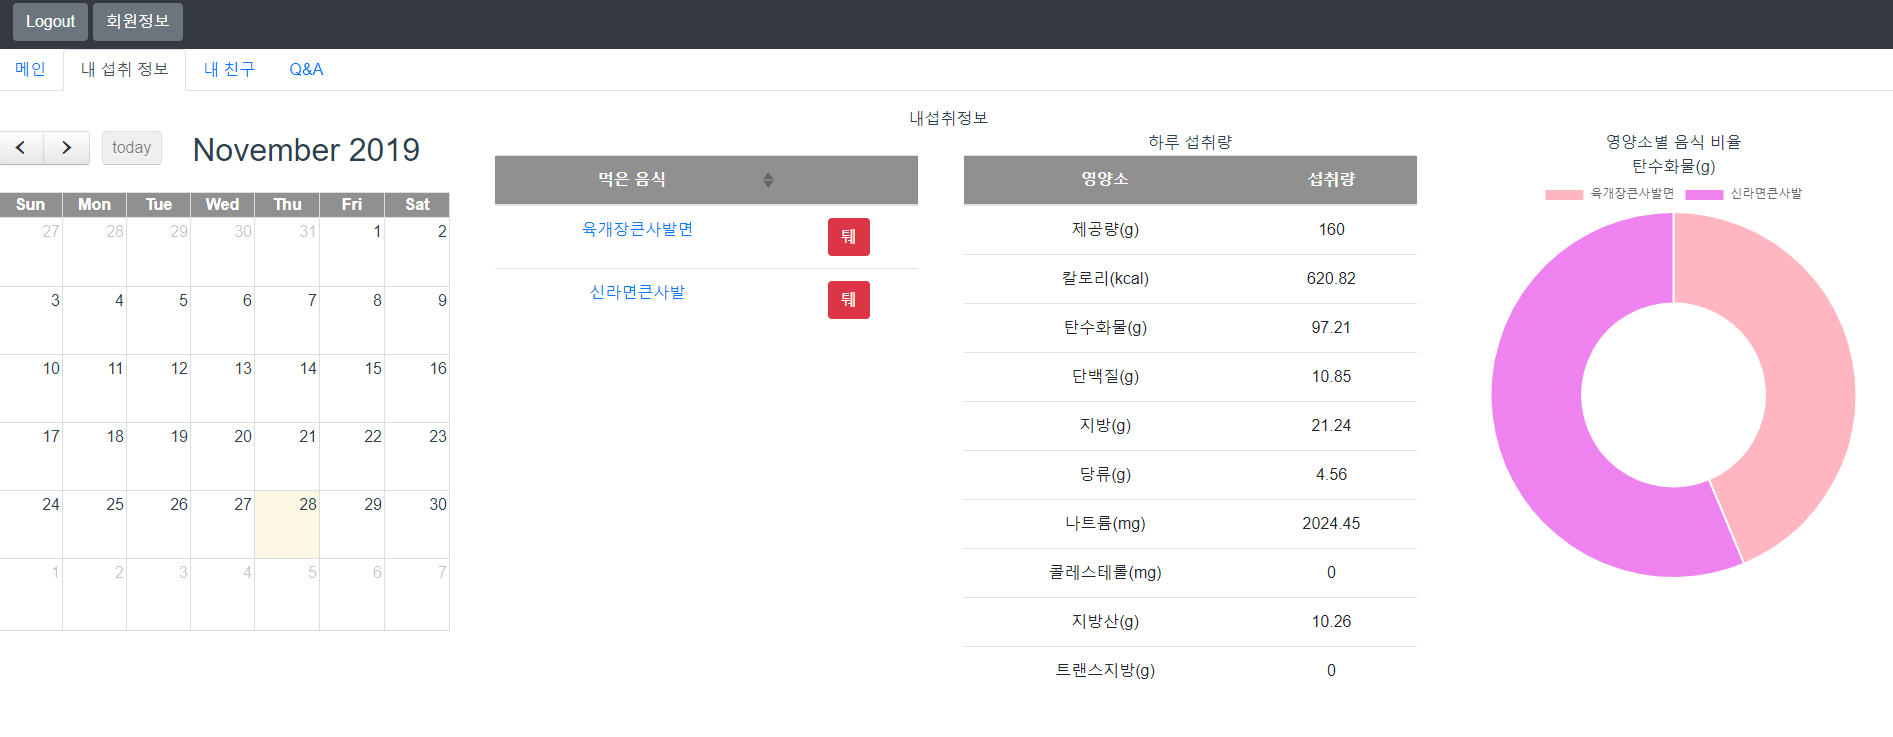 Logout 회원정보
메인 내 섭취 정보 내 친구 Q&A
내섭취정보
today November 2019
Sun Mon Tue Wed Thu Fri Sat
27 28 29 30 31 1 2
3 4 5 6 7 8 9
10 11 12 13 14 15 16
17 18 19 20 21 22 23
24 25 26 27 28 29 30
1 2 3 4 5 6 7
먹은 음식
육개장큰사발면 퉤
신라면큰사발 퉤
하루 섭취량
영양소 섭취량
제공량(g) 160
칼로리(kcal) 620.82
탄수화물(g) 97.21
단백질(g) 10.85
지방(g) 21.24
당류(g) 4.56
나트륨(mg) 2024.45
콜레스테롤(mg) 0
지방산(g) 10.26
트랜스지방(g) 0
영양소별 음식 비율
탄수화물(g)
육개장큰사발면 신라면큰사발